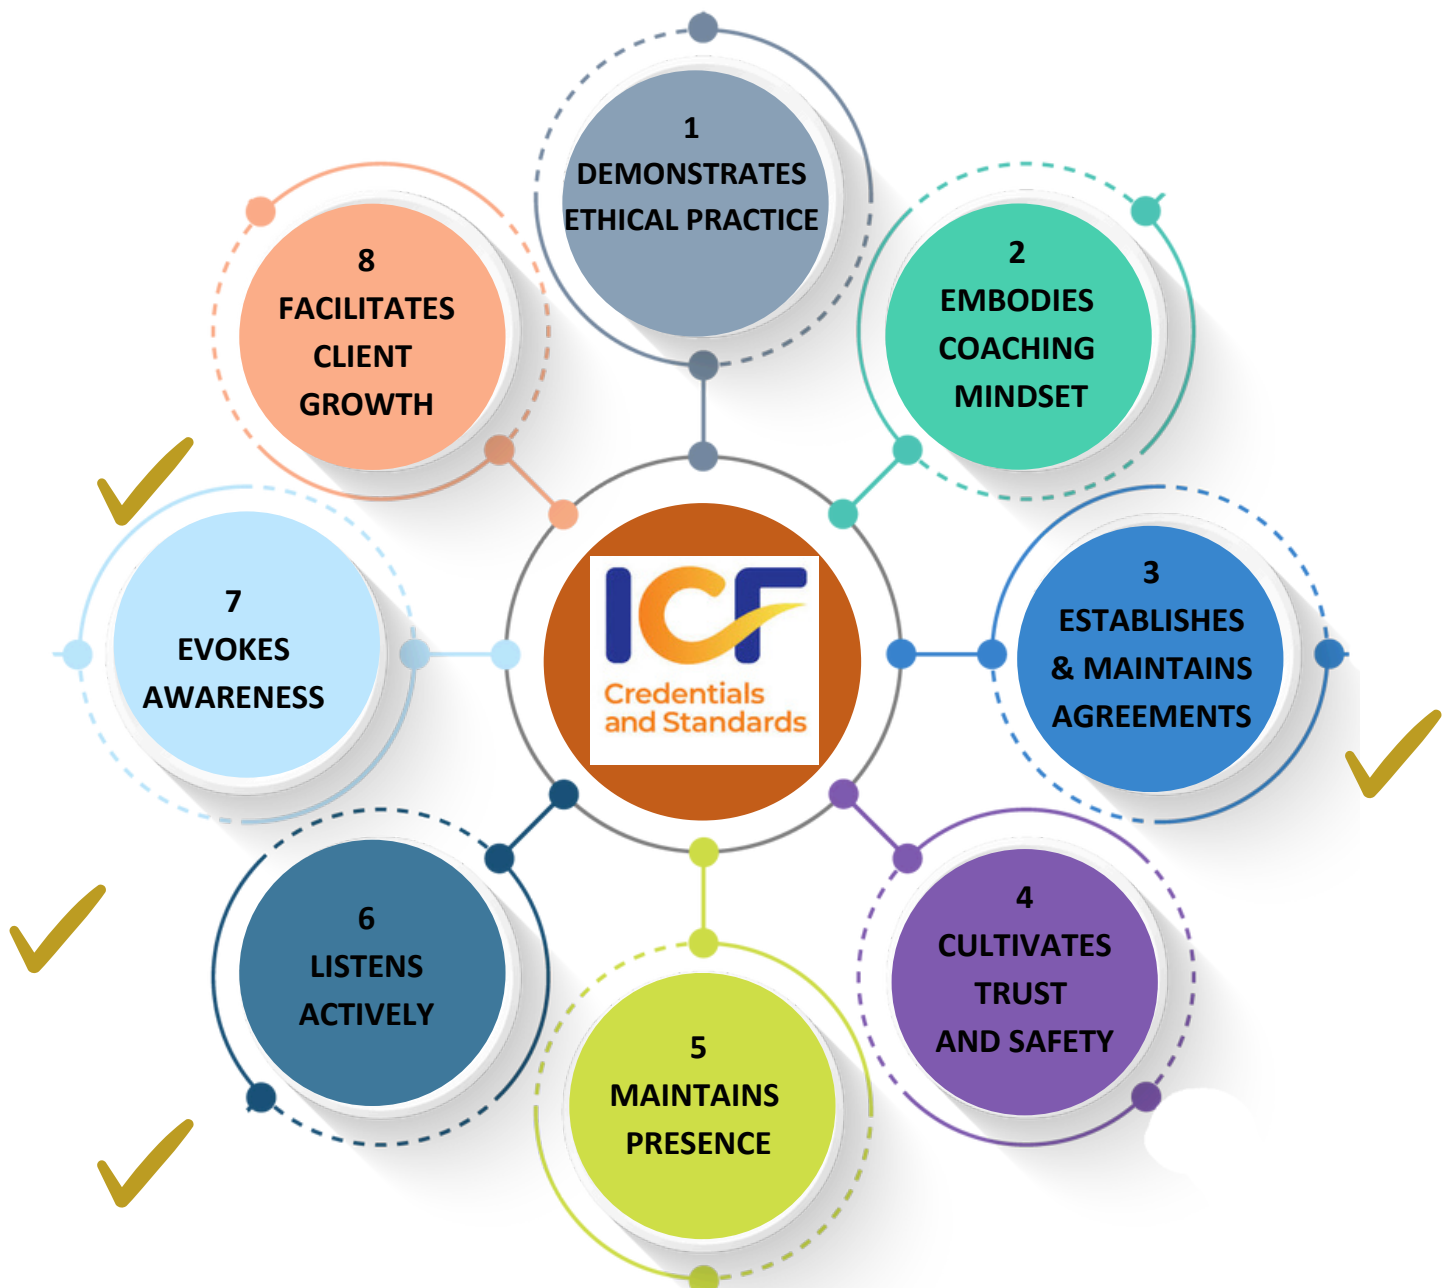 1
DEMONSTRATES
ETHICAL PRACTICE
2
EMBODIES
COACHING
MINDSET
3
ESTABLISHES
& MAINTAINS
AGREEMENTS
4
CULTIVATES
TRUST
AND SAFETY
5
MAINTAINS
PRESENCE
6
LISTENS
ACTIVELY
7
EVOKES
AWARENESS
8
FACILITATES
CLIENT
GROWTH
ICF
Credentials
and Standards